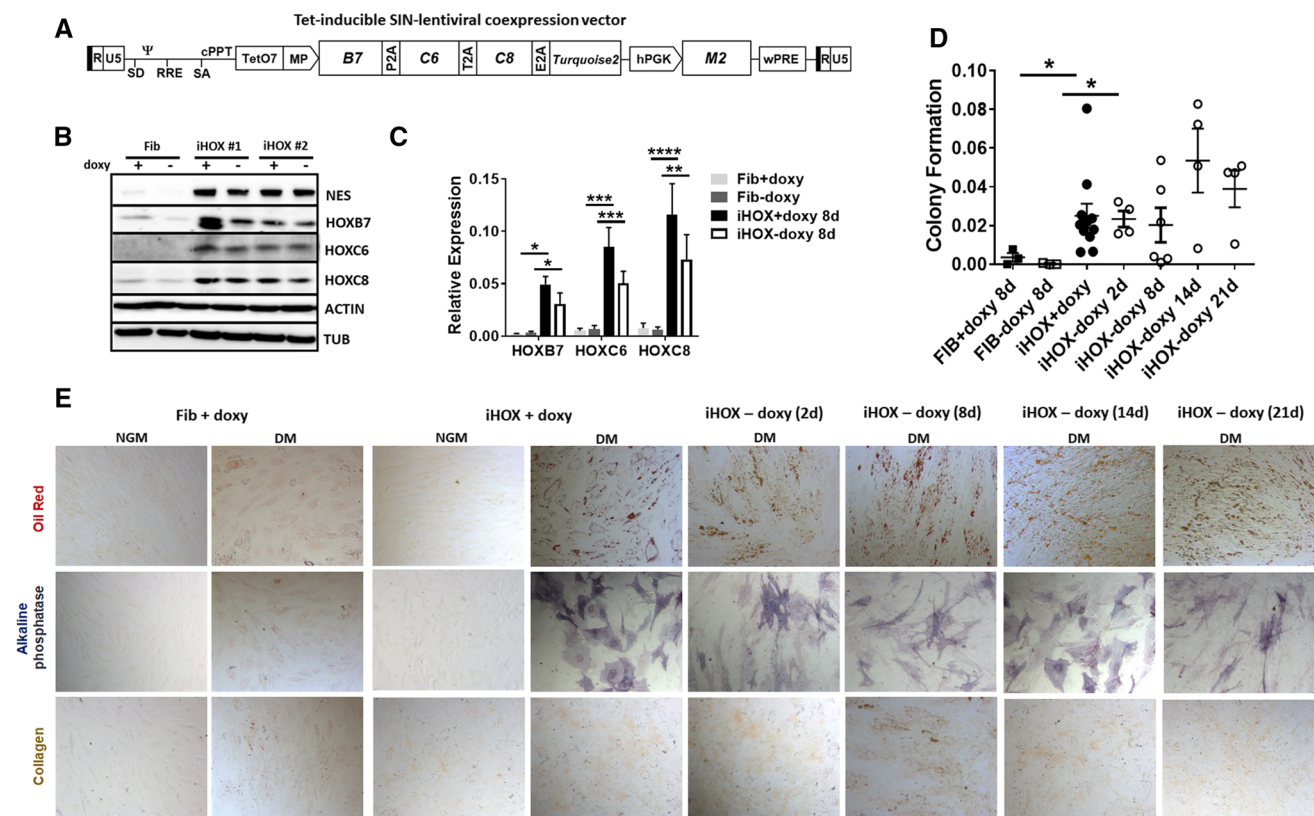 A
Tet-inducible SIN-lentiviral coexpression vector
R U5 SD Ψ RRE SA cPPT TetO7 MP B7 P2A C6 T2A C8 E2A Turquoise2 hPGK M2 wPRE R U5
B
Fib iHOX #1 iHOX #2
doxy + - + - + -
NES
HOXB7
HOXC6
HOXC8
ACTIN
TUB
C
Relative Expression
0.15
0.10
0.05
0.00
* * *** *** **** **
HOXB7 HOXC6 HOXC8
Fib+doxy
Fib-doxy
iHOX+doxy 8d
iHOX-doxy 8d
D
Colony Formation
0.10
0.08
0.06
0.04
0.02
0.00
* *
FIB+doxy 8d
FIB-doxy 8d
iHOX+doxy
iHOX-doxy 2d
iHOX-doxy 8d
iHOX-doxy 14d
iHOX-doxy 21d
E
Fib + doxy iHOX + doxy iHOX – doxy (2d) iHOX – doxy (8d) iHOX – doxy (14d) iHOX – doxy (21d)
NGM DM NGM DM DM DM DM DM
Oil Red
Alkaline
phosphatase
Collagen